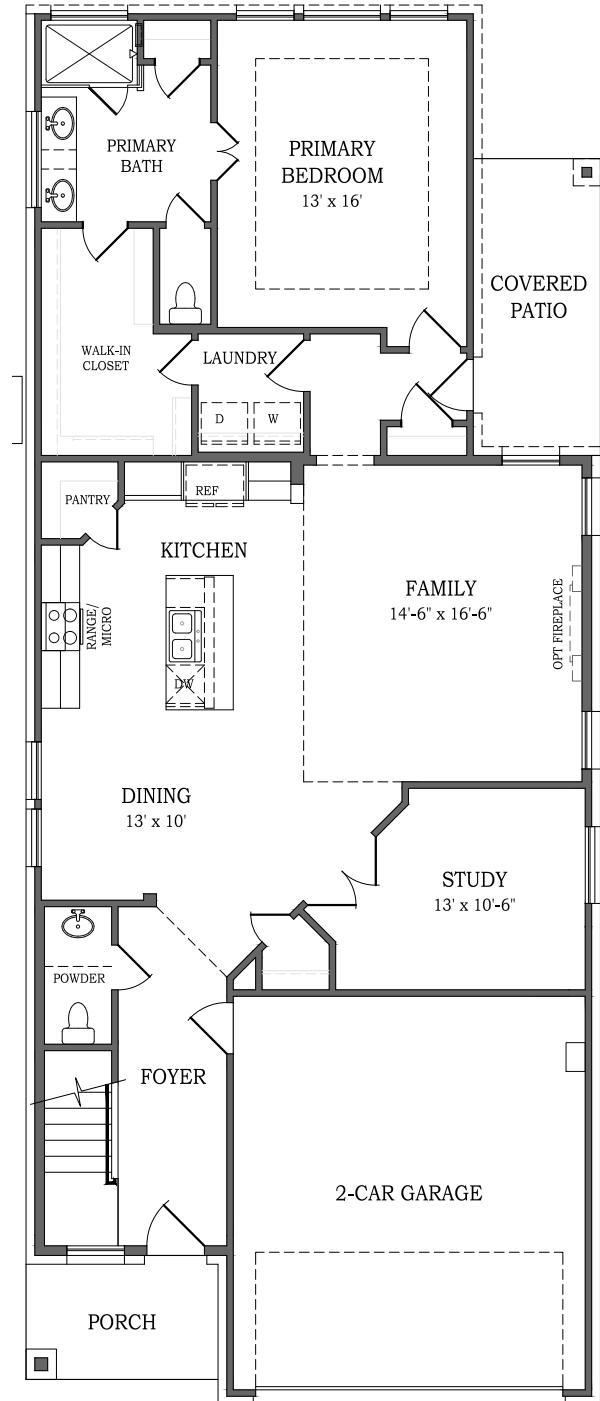 PRIMARY
BATH
PRIMARY
BEDROOM
13' x 16'
COVERED
PATIO
WALK-IN
CLOSET
LAUNDRY
D
W
PANTRY
REF
KITCHEN
RANGE/
MICRO
DW
FAMILY
14'-6" x 16'-6"
OPT FIREPLACE
DINING
13' x 10'
STUDY
13' x 10'-6"
POWDER
FOYER
2-CAR GARAGE
PORCH